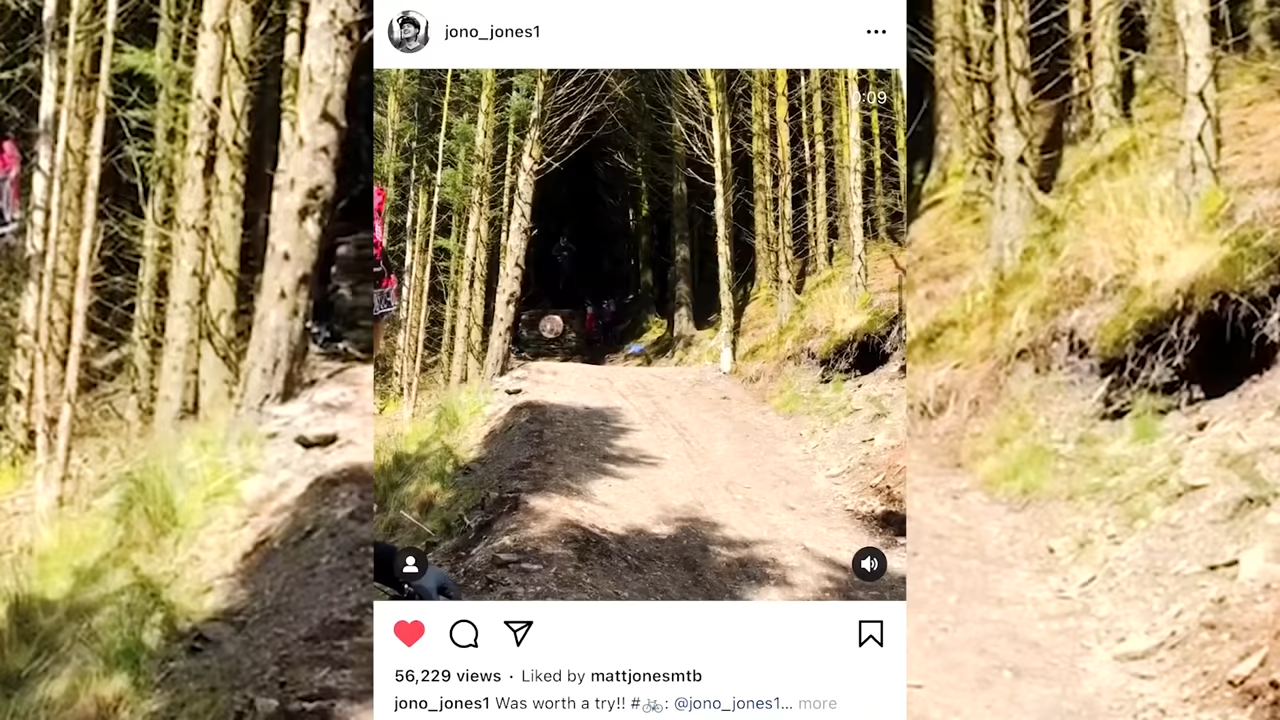 jono_jones1
0:09
56,229 views · Liked by mattjonesmtb
jono_jones1 Was worth a try!! #🚲: @jono_jones1... more